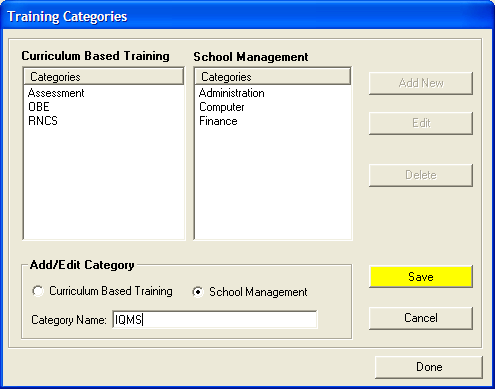 Training Categories
Curriculum Based Training
School Management
Categories
Assessment
OBE
RNCS
Categories
Administration
Computer
Finance
Add New
Edit
Delete
Add/Edit Category
Curriculum Based Training
School Management
Category Name: IQMS
Save
Cancel
Done